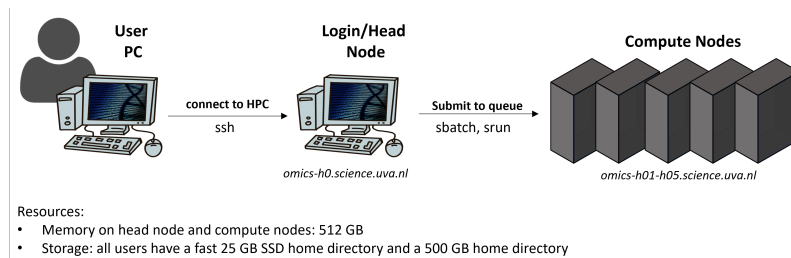 User
PC
Login/Head
Node
Compute Nodes
connect to HPC
ssh
Submit to queue
sbatch, srun
omics-h0.science.uva.nl
omics-h01-h05.science.uva.nl
Resources:
• Memory on head node and compute nodes: 512 GB
• Storage: all users have a fast 25 GB SSD home directory and a 500 GB home directory